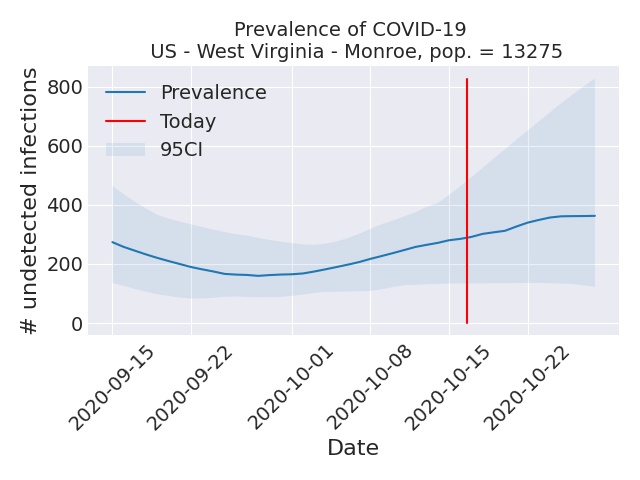 Prevalence of COVID-19
US - West Virginia - Monroe, pop. = 13275
# undetected infections
800
600
400
200
0
Prevalence
Today
95CI
2020-09-15
2020-09-22
2020-10-01
2020-10-08
2020-10-15
2020-10-22
Date